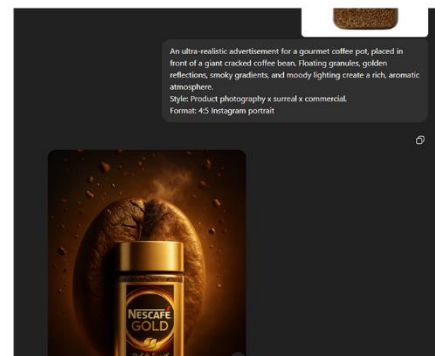 An ultra-realistic advertisement for a gourmet coffee pot, placed in
front of a giant cracked coffee bean. Floating granules, golden
reflections, smoky gradients, and moody lighting create a rich, aromatic
atmosphere.
Style: Product photography x surreal x commercial.
Format: 4:5 Instagram portrait
NESCAFÉ
GOLD